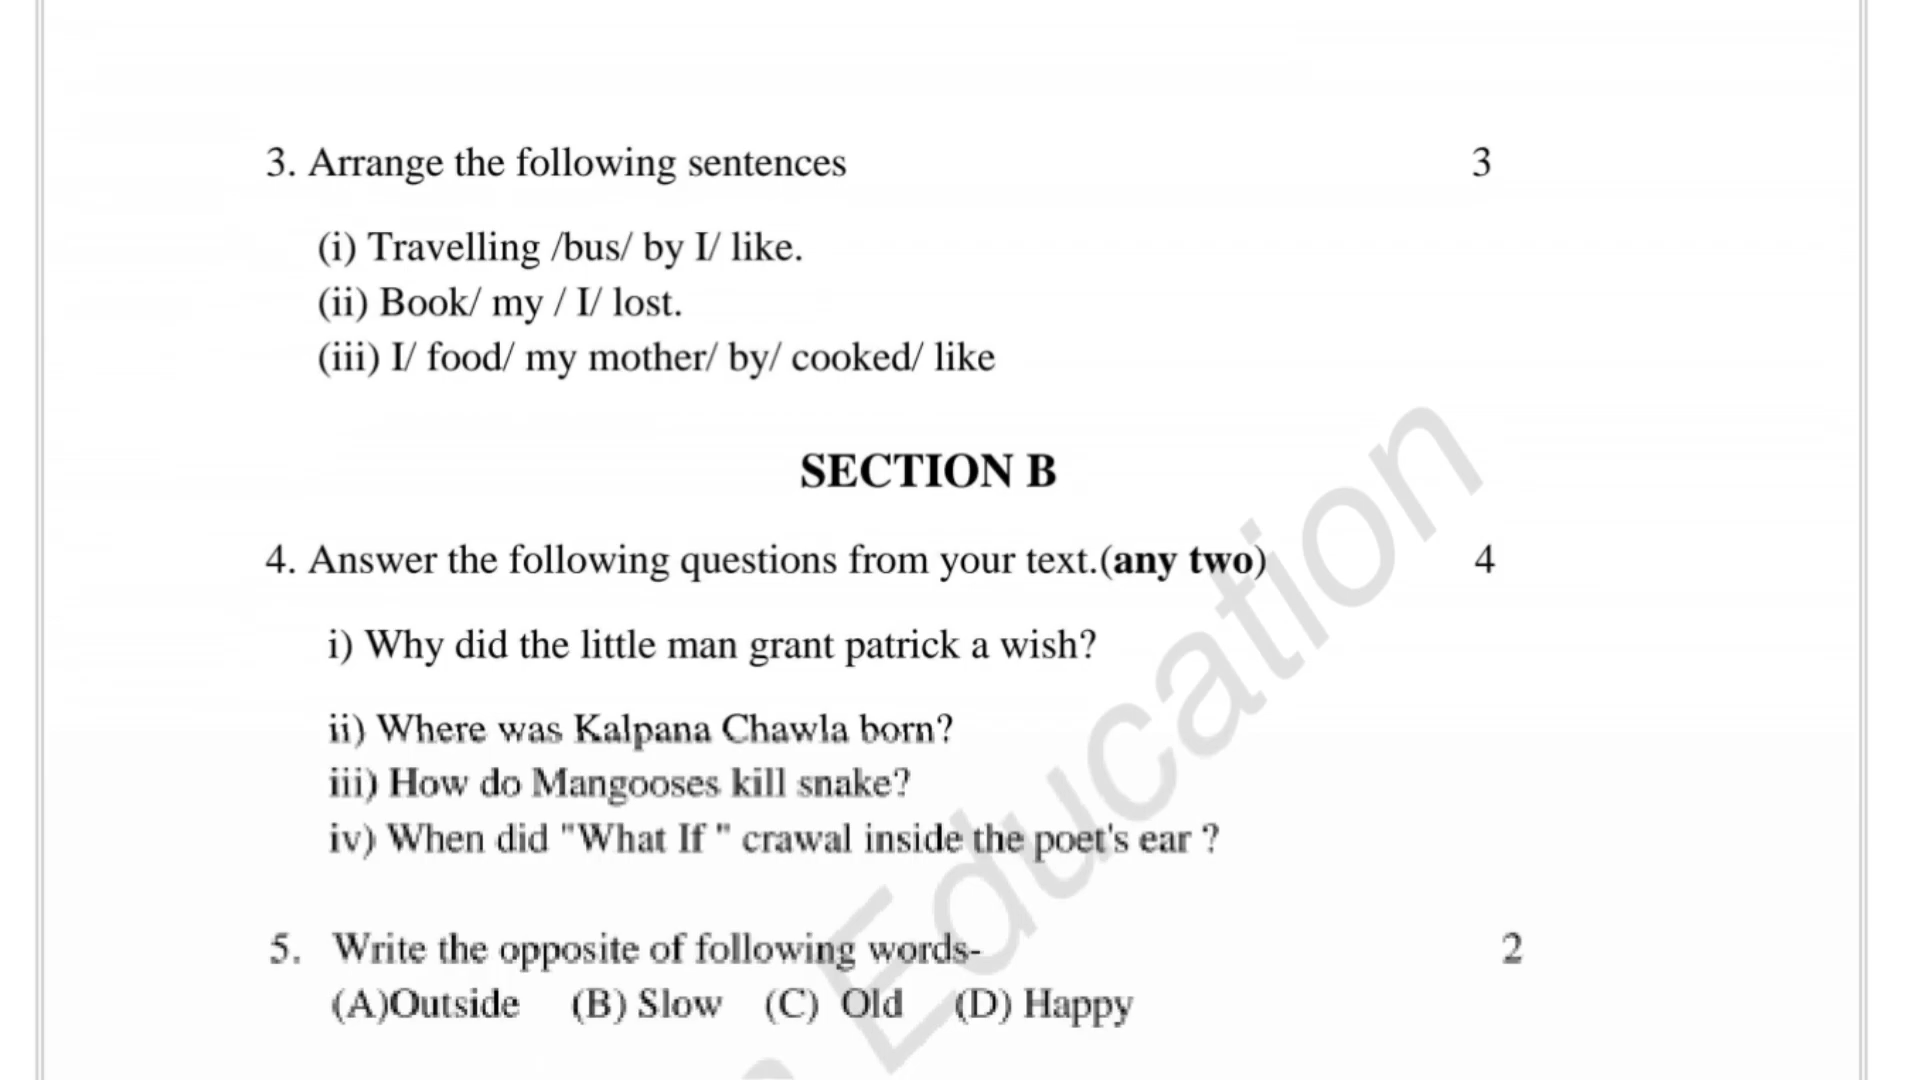 3. Arrange the following sentences 3
(i) Travelling /bus/ by I/ like.
(ii) Book/ my / I/ lost.
(iii) I/ food/ my mother/ by/ cooked/ like
SECTION B
4. Answer the following questions from your text.(any two) 4
i) Why did the little man grant patrick a wish?
ii) Where was Kalpana Chawla born?
iii) How do Mangooses kill snake?
iv) When did "What If " crawal inside the poet's ear ?
5. Write the opposite of following words- 2
(A)Outside (B) Slow (C) Old (D) Happy
Education